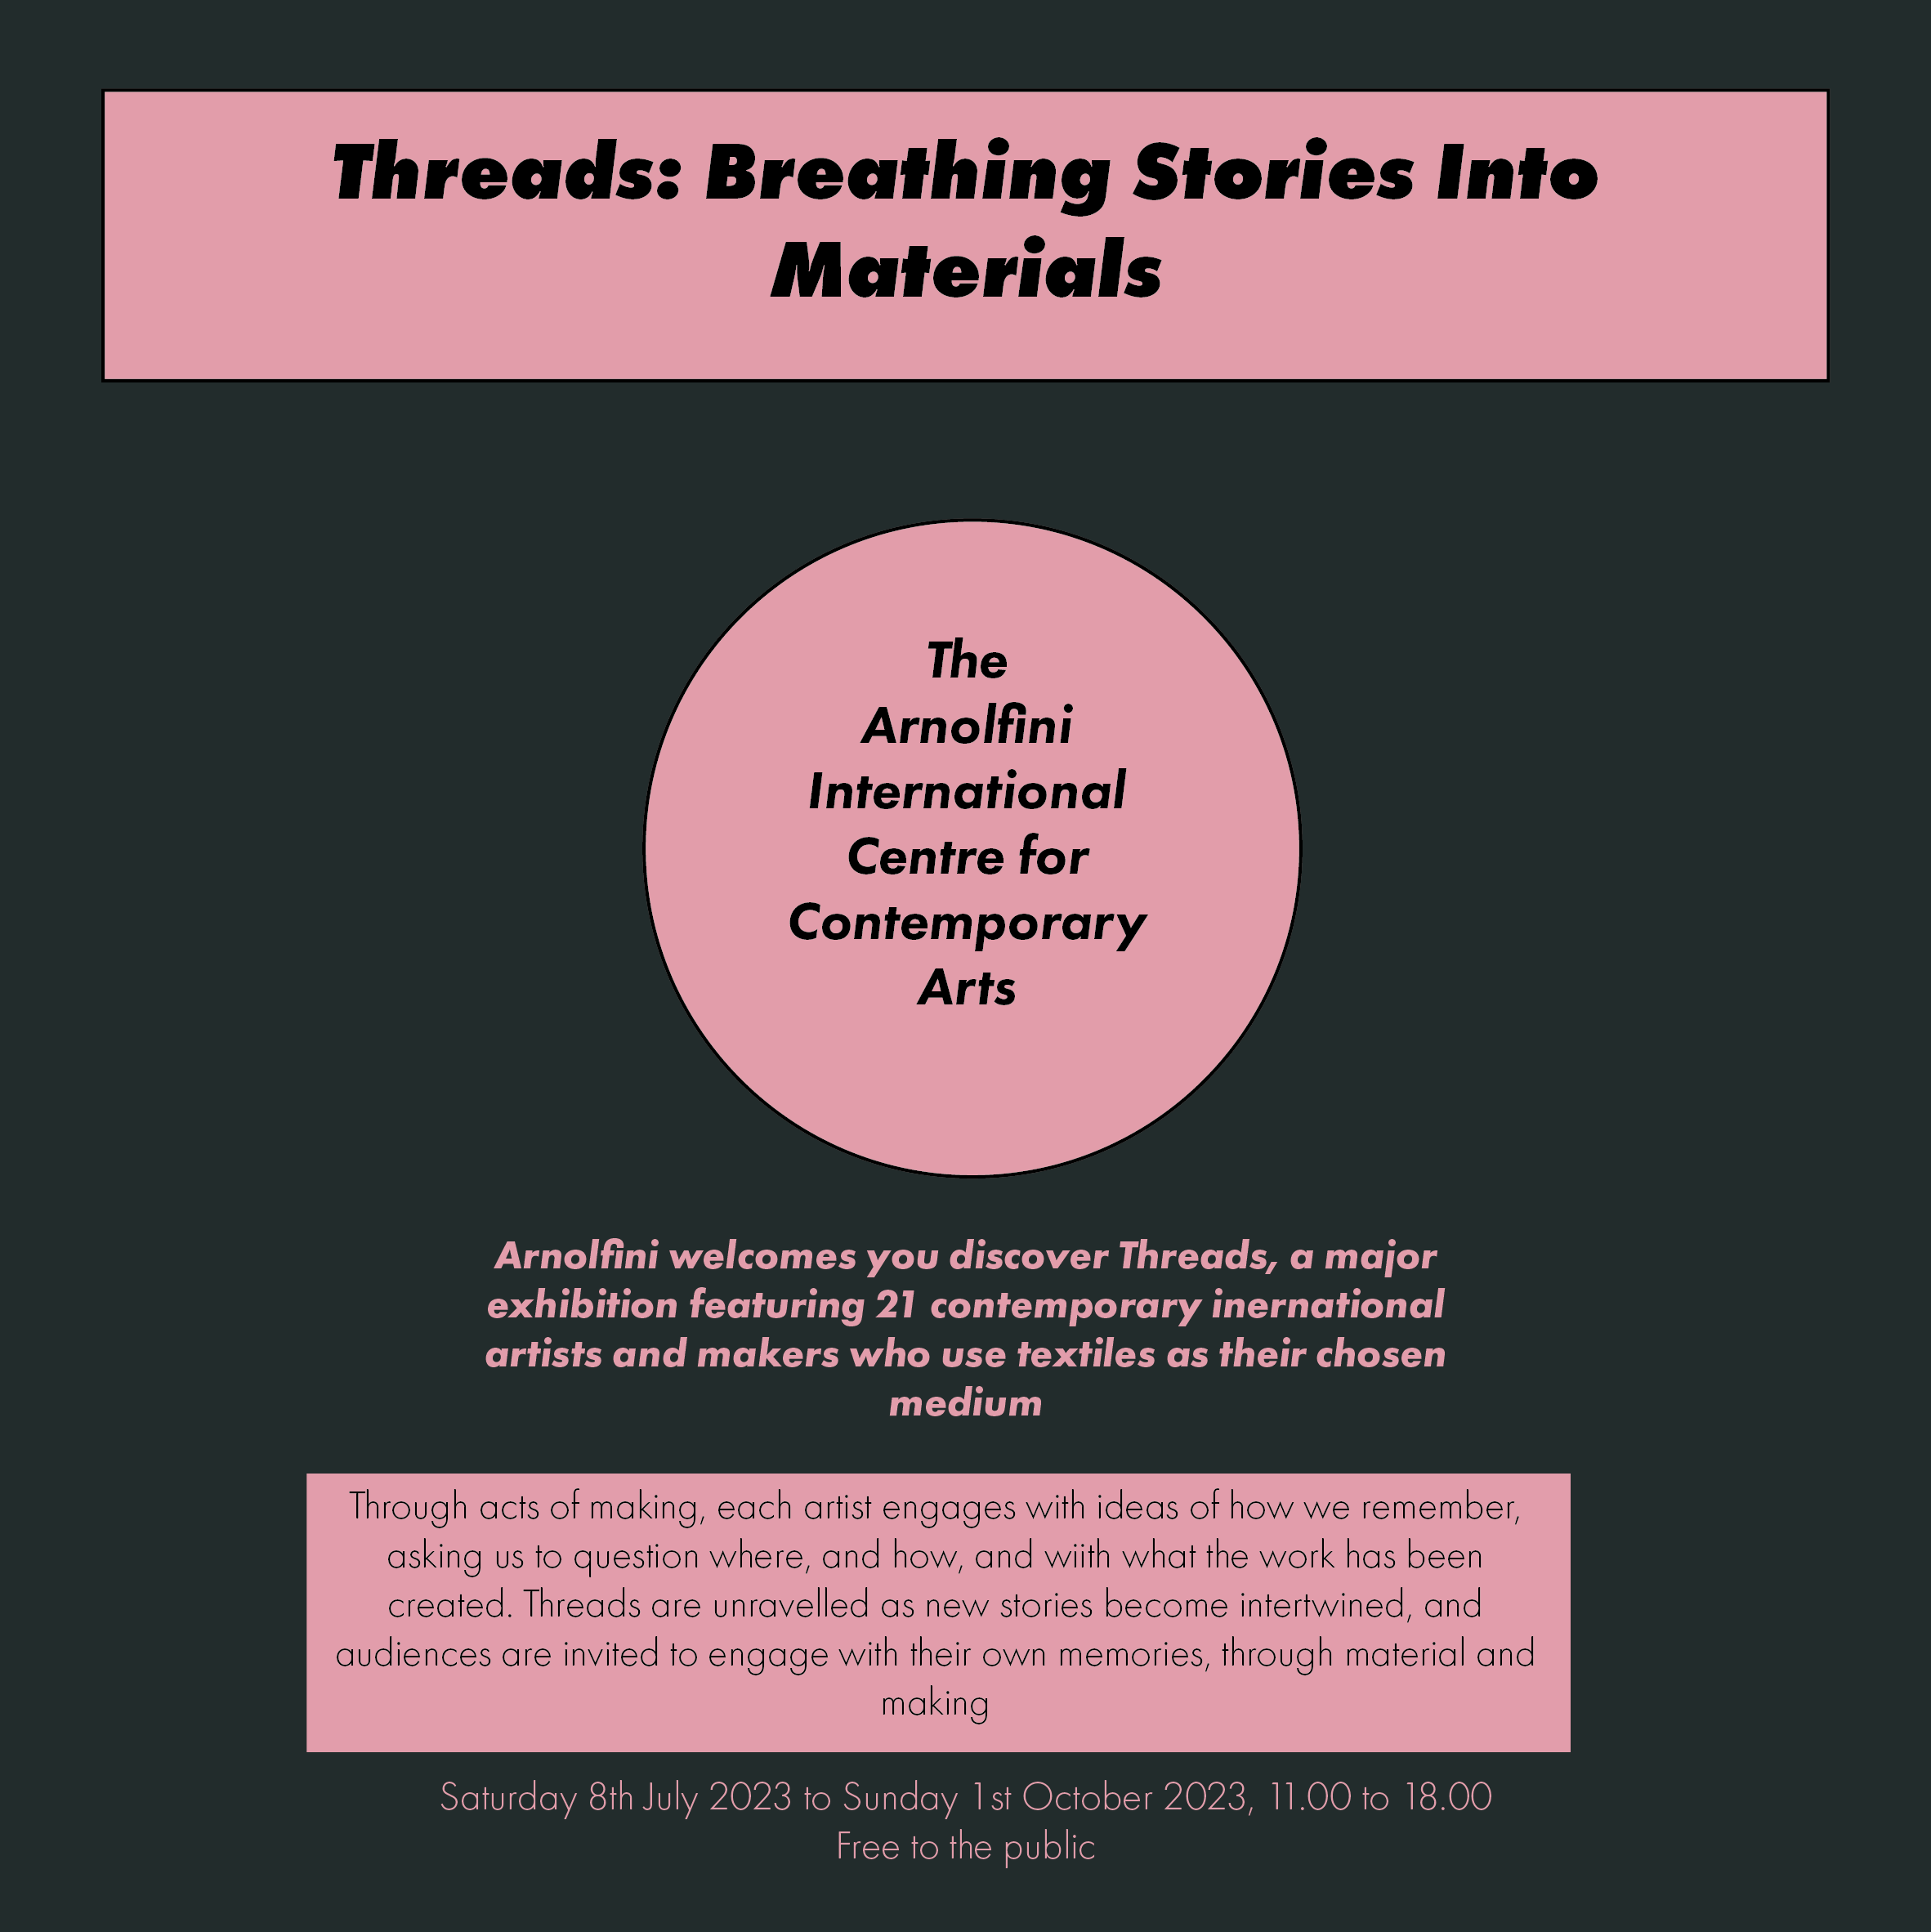 Threads: Breathing Stories Into
Materials
The
Arnolfini
International
Centre for
Contemporary
Arts
Arnolfini welcomes you discover Threads, a major
exhibition featuring 21 contemporary inernational
artists and makers who use textiles as their chosen
medium
Through acts of making, each artist engages with ideas of how we remember,
asking us to question where, and how, and wiith what the work has been
created. Threads are unravelled as new stories become intertwined, and
audiences are invited to engage with their own memories, through material and
making
Saturday 8th July 2023 to Sunday 1st October 2023, 11.00 to 18.00
Free to the public